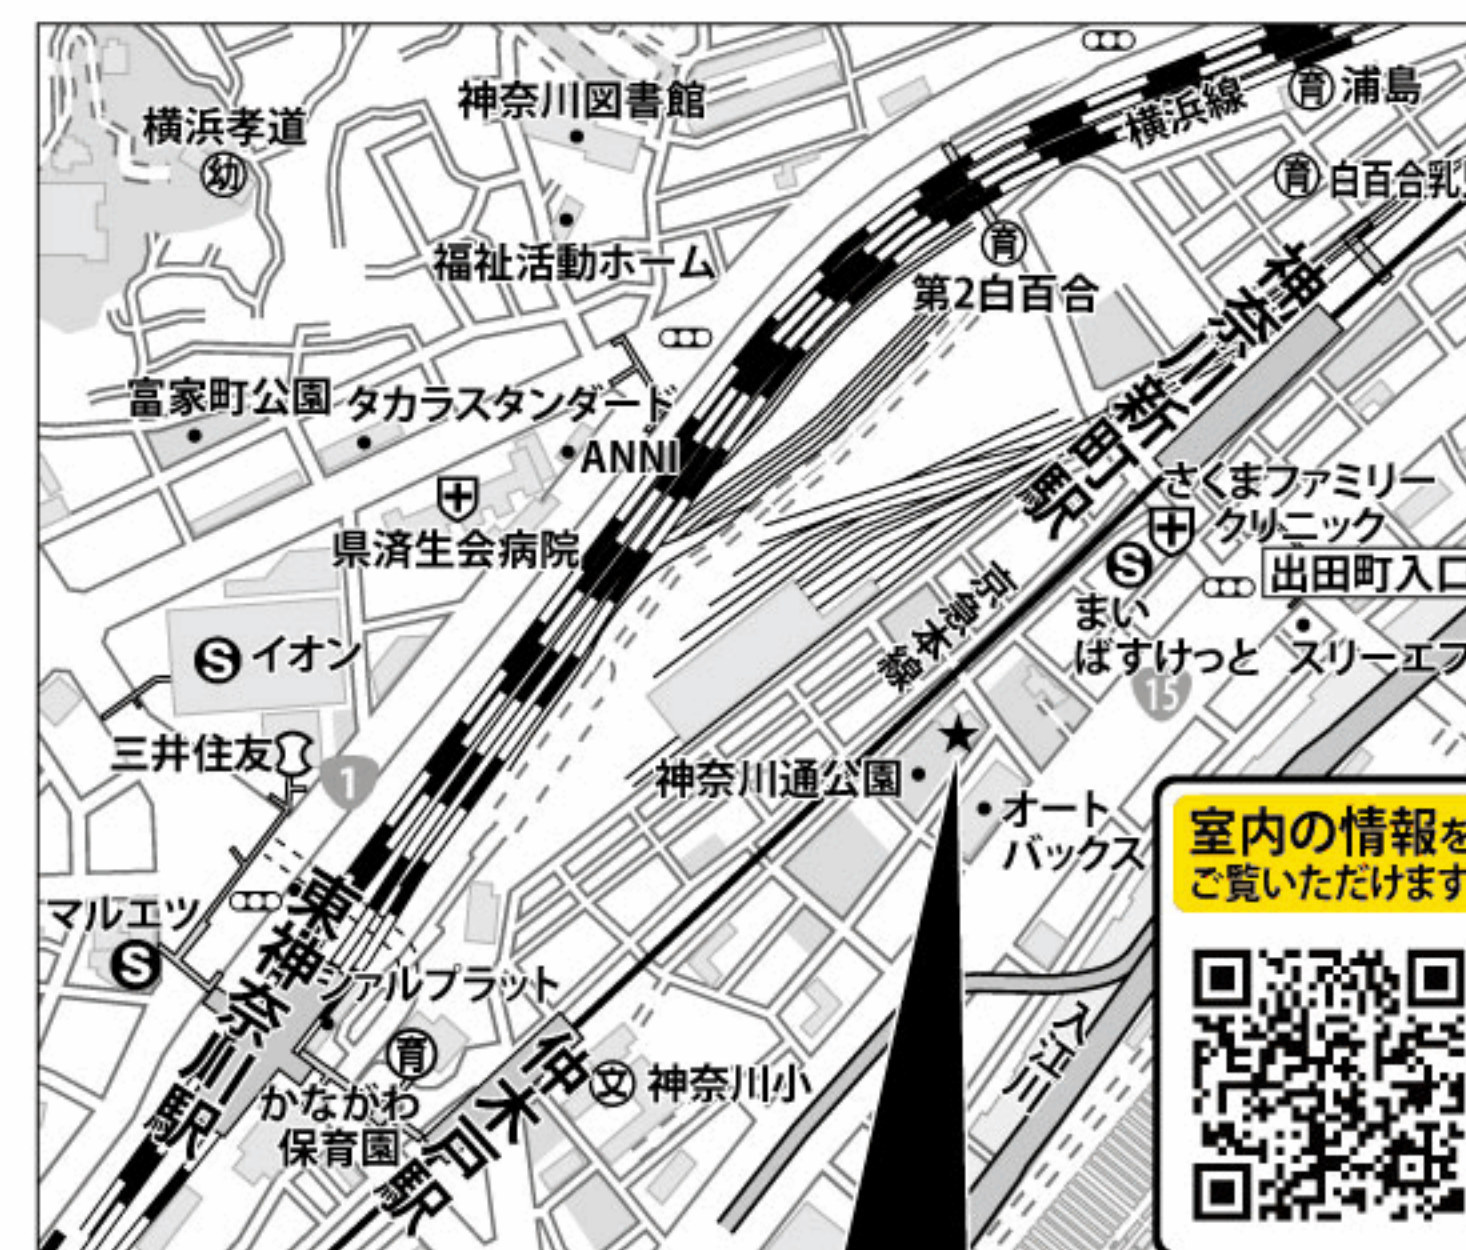 神奈川図書館
横浜線
育 浦島
横浜孝道
幼
育 白百合乳
福祉活動ホーム
育
第2白百合
神奈川新町駅
富家町公園
タカラスタンダード
ANNI
さくまファミリー
クリニック
県済生会病院
S
出田町入口
京急本線
まい
ばすけっと
スリーエフ
S イオン
15
三井住友
1
神奈川通公園
★
オート
バックス
室内の情報を
ご覧いただけます
マルエツ
S
東神奈川駅
シァルプラット
入江川
育
かながわ
保育園
仲木戸駅
文 神奈川小